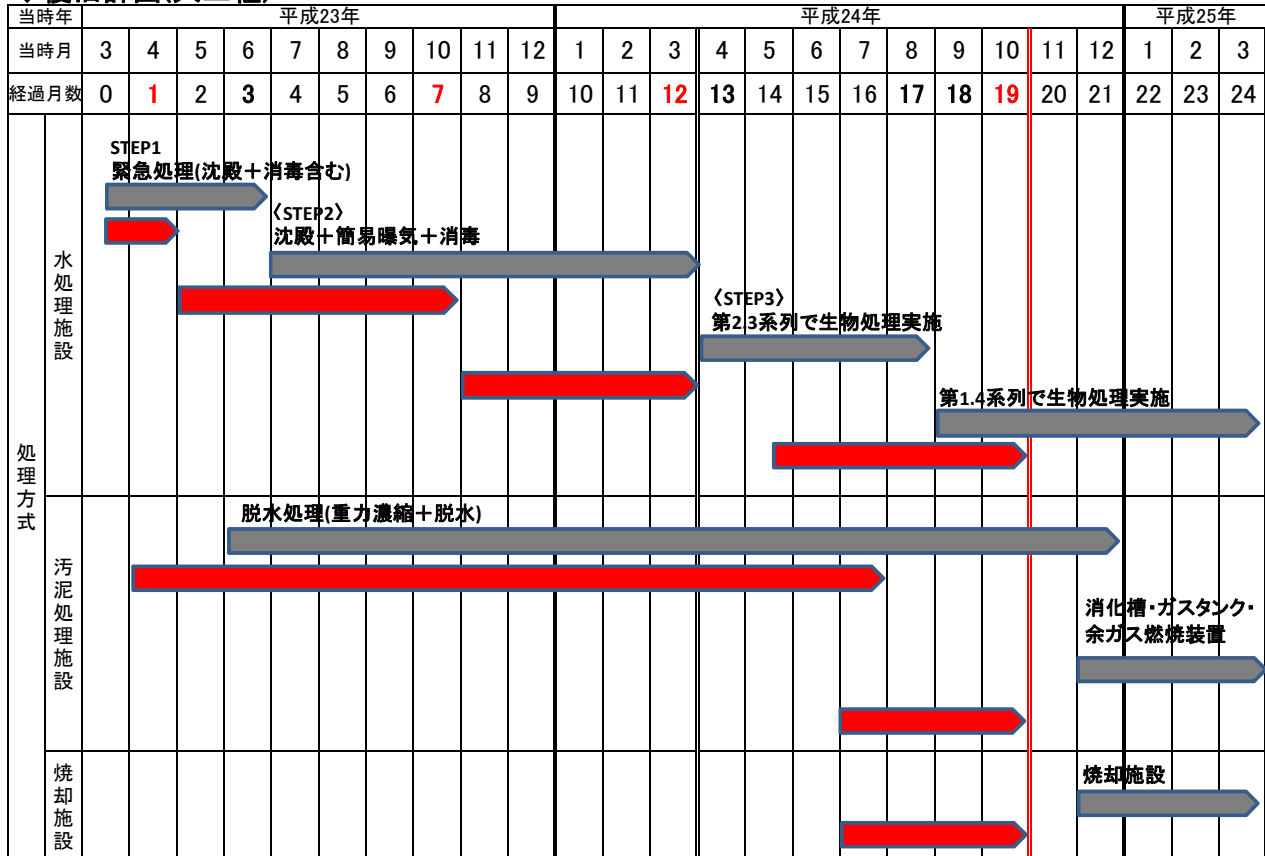 当時年 平成23年 平成24年 平成25年
当時月 3 4 5 6 7 8 9 10 11 12 1 2 3 4 5 6 7 8 9 10 11 12 1 2 3
経過月数 0 1 2 3 4 5 6 7 8 9 10 11 12 13 14 15 16 17 18 19 20 21 22 23 24
処理方式
水処理施設
STEP1
緊急処理(沈殿＋消毒含む)
〈STEP2〉
沈殿＋簡易曝気＋消毒
〈STEP3〉
第2.3系列で生物処理実施
第1.4系列で生物処理実施
汚泥処理施設
脱水処理(重力濃縮＋脱水)
消化槽・ガスタンク・
余ガス燃焼装置
焼却施設
焼却施設